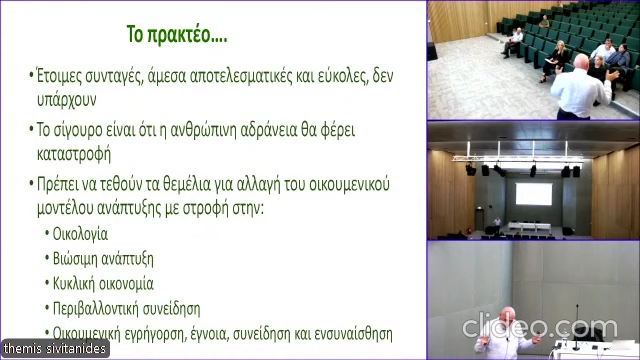 Το πρακτέο....
• Έτοιμες συνταγές, άμεσα αποτελεσματικές και εύκολες, δεν
υπάρχουν
• Το σίγουρο είναι ότι η ανθρώπινη αδράνεια θα φέρει
καταστροφή
• Πρέπει να τεθούν τα θεμέλια για αλλαγή του οικουμενικού
μοντέλου ανάπτυξης με στροφή στην:
• Οικολογία
• Βιώσιμη ανάπτυξη
• Κυκλική οικονομία
• Περιβαλλοντική συνείδηση
• Οικουμενική εγρήγορση, έγνοια, συνείδηση και ενσυναίσθηση
themis sivitanides
clideo.com